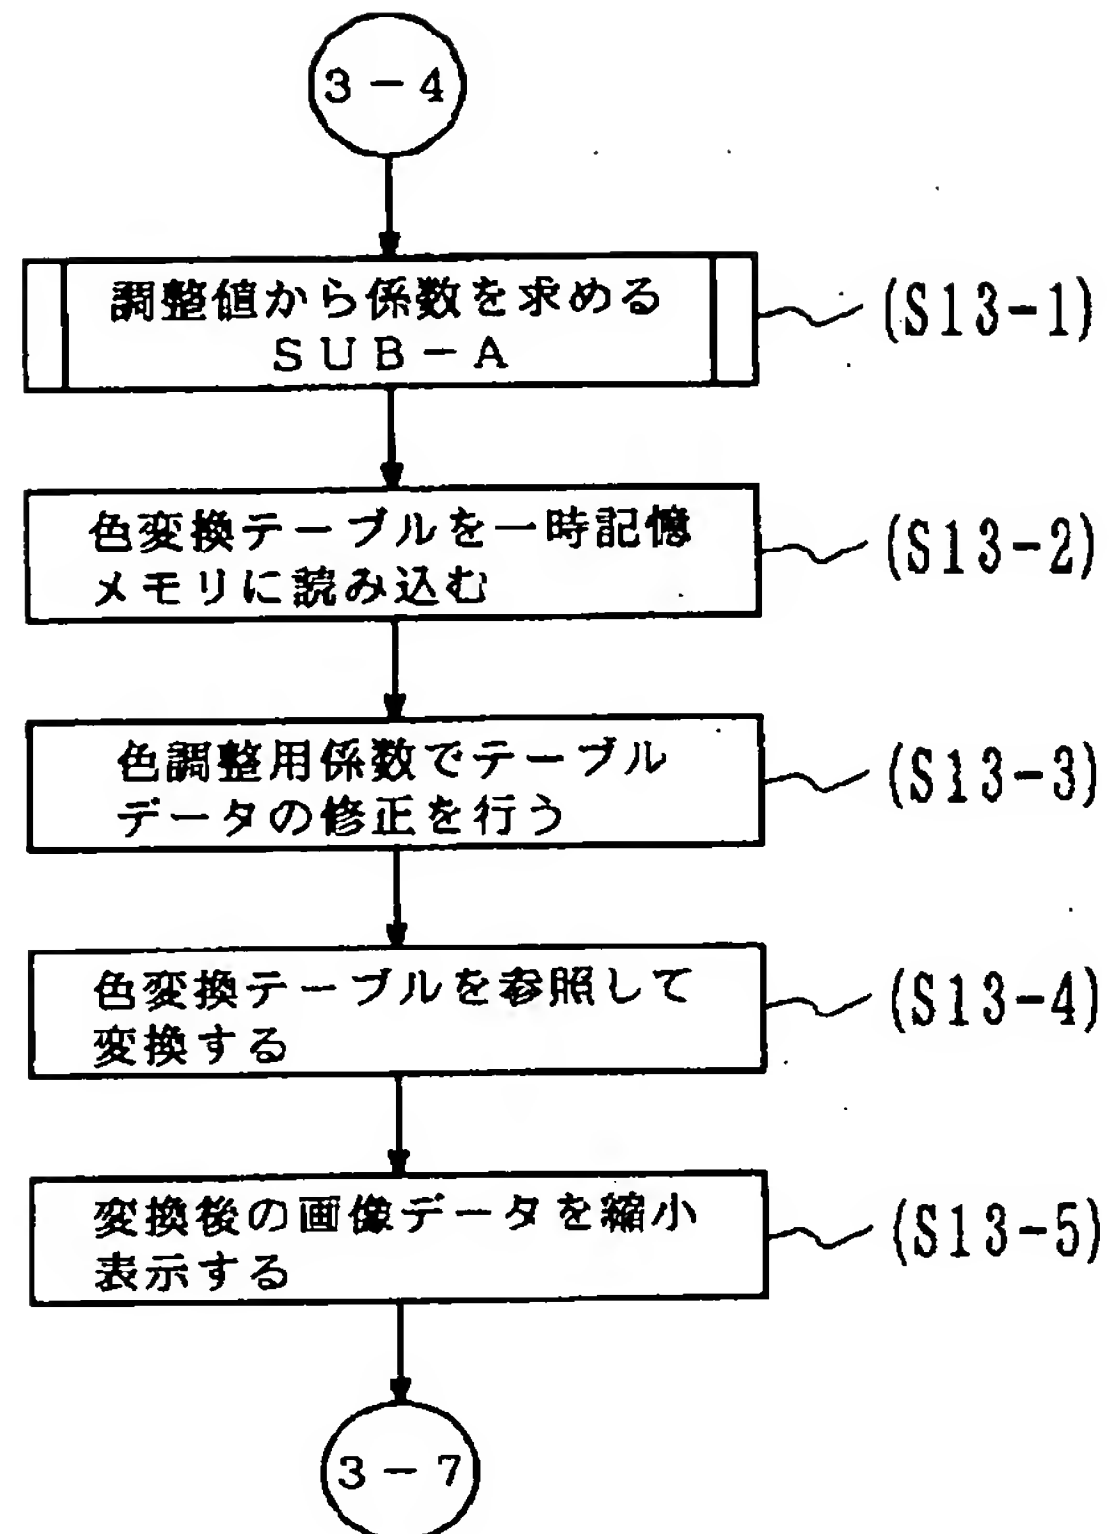 3－4
調整値から係数を求める
SUB－A
(S13-1)
色変換テーブルを一時記憶
メモリに読み込む
(S13-2)
色調整用係数でテーブル
データの修正を行う
(S13-3)
色変換テーブルを参照して
変換する
(S13-4)
変換後の画像データを縮小
表示する
(S13-5)
3－7